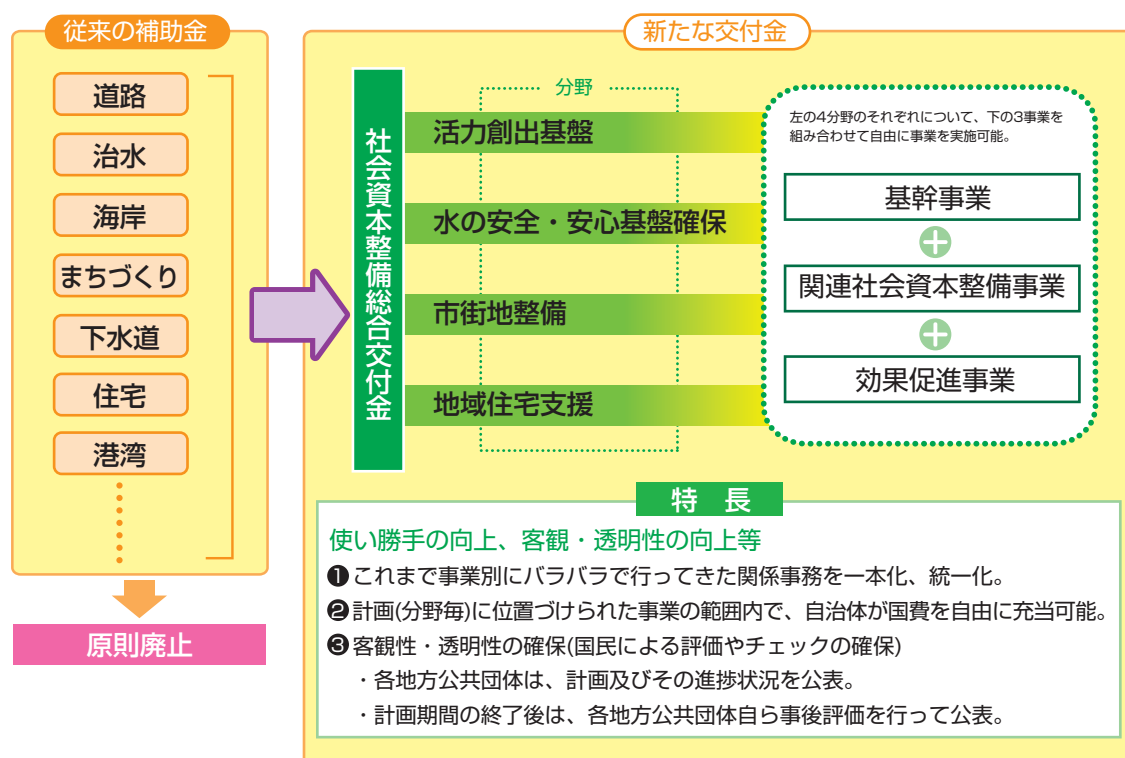 従来の補助金
道路
治水
海岸
まちづくり
下水道
住宅
港湾
原則廃止
新たな交付金
社会資本整備総合交付金
分野
活力創出基盤
水の安全・安心基盤確保
市街地整備
地域住宅支援
左の4分野のそれぞれについて、下の3事業を
組み合わせて自由に事業を実施可能。
基幹事業
+
関連社会資本整備事業
+
効果促進事業
特 長
使い勝手の向上、客観・透明性の向上等
❶これまで事業別にバラバラで行ってきた関係事務を一本化、統一化。
❷計画(分野毎)に位置づけられた事業の範囲内で、自治体が国費を自由に充当可能。
❸客観性・透明性の確保(国民による評価やチェックの確保)
・各地方公共団体は、計画及びその進捗状況を公表。
・計画期間の終了後は、各地方公共団体自ら事後評価を行って公表。